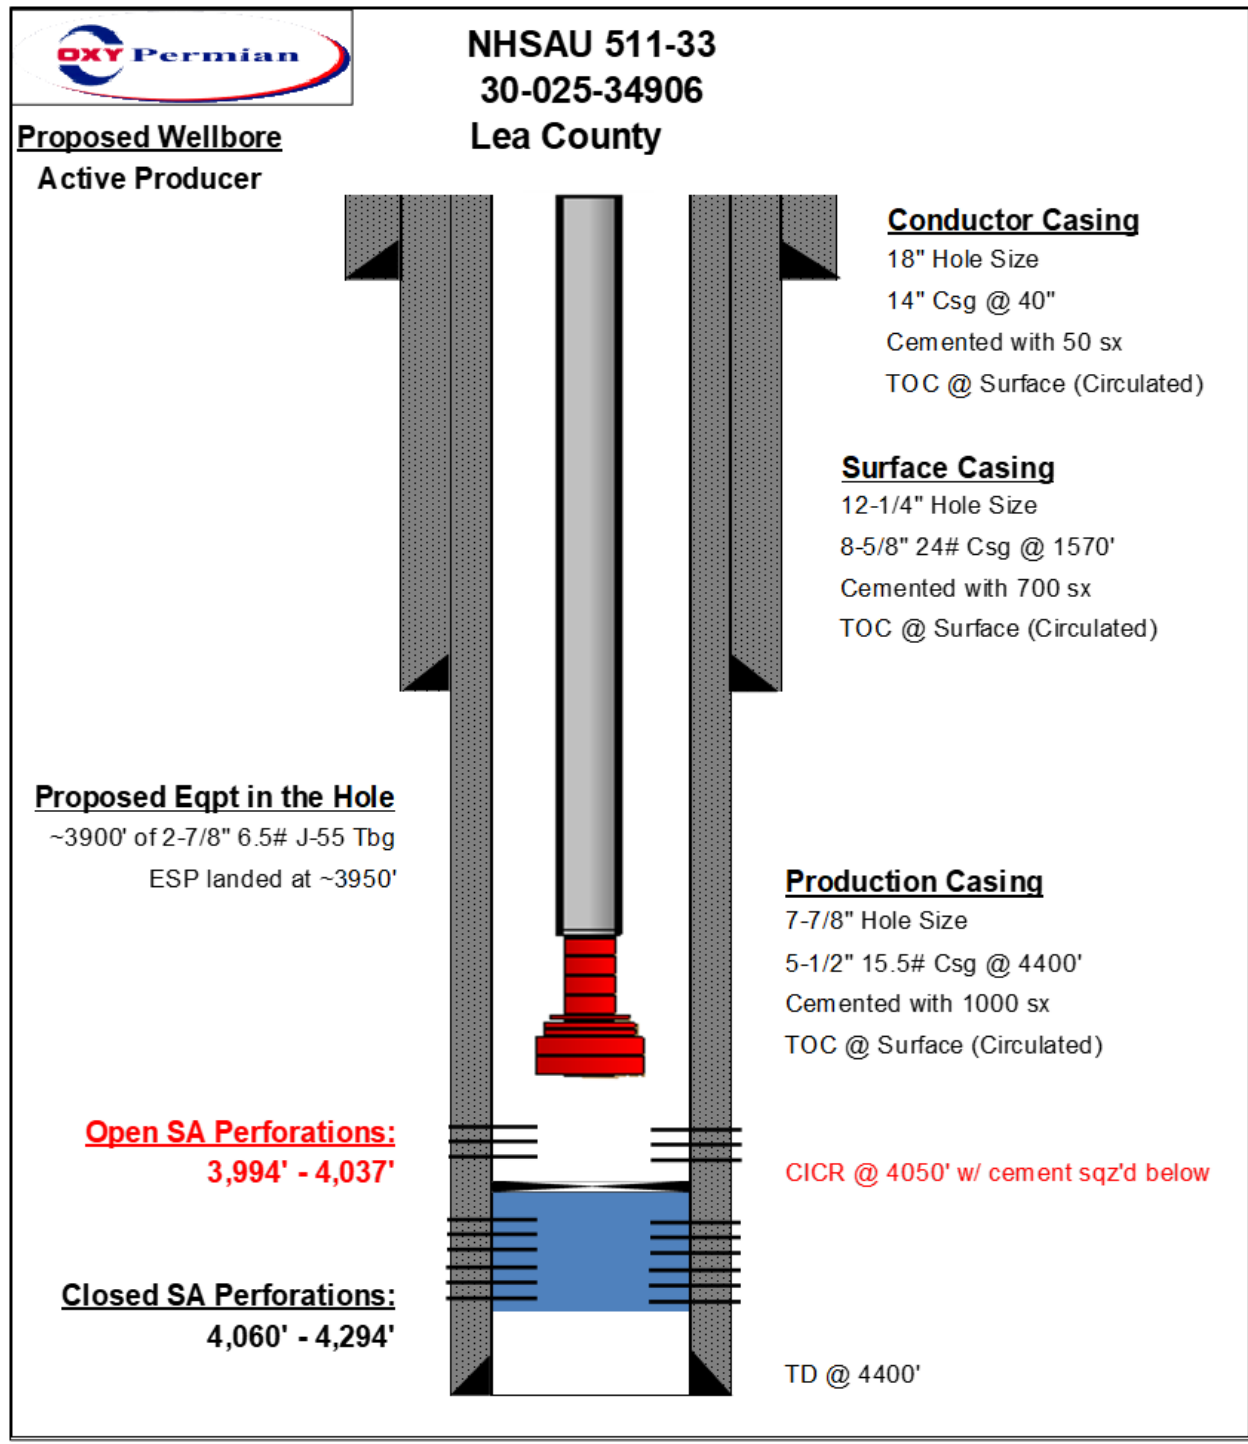 OXY Permian
NHSAU 511-33
30-025-34906
Lea County
Proposed Wellbore
Active Producer
Conductor Casing
18" Hole Size
14" Csg @ 40"
Cemented with 50 sx
TOC @ Surface (Circulated)
Surface Casing
12-1/4" Hole Size
8-5/8" 24# Csg @ 1570'
Cemented with 700 sx
TOC @ Surface (Circulated)
Proposed Eqpt in the Hole
~3900' of 2-7/8" 6.5# J-55 Tbg
ESP landed at ~3950'
Production Casing
7-7/8" Hole Size
5-1/2" 15.5# Csg @ 4400'
Cemented with 1000 sx
TOC @ Surface (Circulated)
Open SA Perforations:
3,994' - 4,037'
CICR @ 4050' w/ cement sqz'd below
Closed SA Perforations:
4,060' - 4,294'
TD @ 4400'